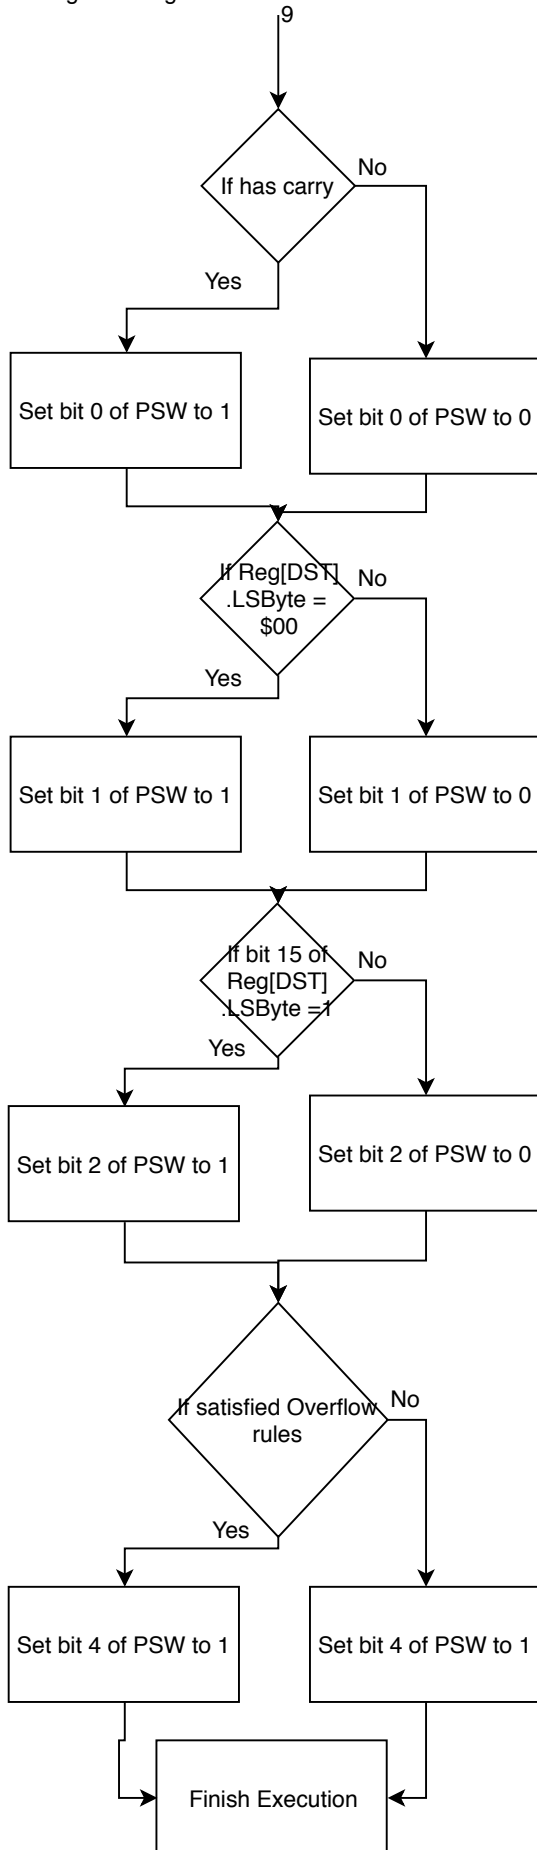 9
If has carry
No
Yes
Set bit 0 of PSW to 1
Set bit 0 of PSW to 0
If Reg[DST]
.LSByte =
$00
No
Yes
Set bit 1 of PSW to 1
Set bit 1 of PSW to 0
If bit 15 of
Reg[DST]
.LSByte =1
No
Yes
Set bit 2 of PSW to 1
Set bit 2 of PSW to 0
If satisfied Overflow
rules
No
Yes
Set bit 4 of PSW to 1
Set bit 4 of PSW to 1
Finish Execution